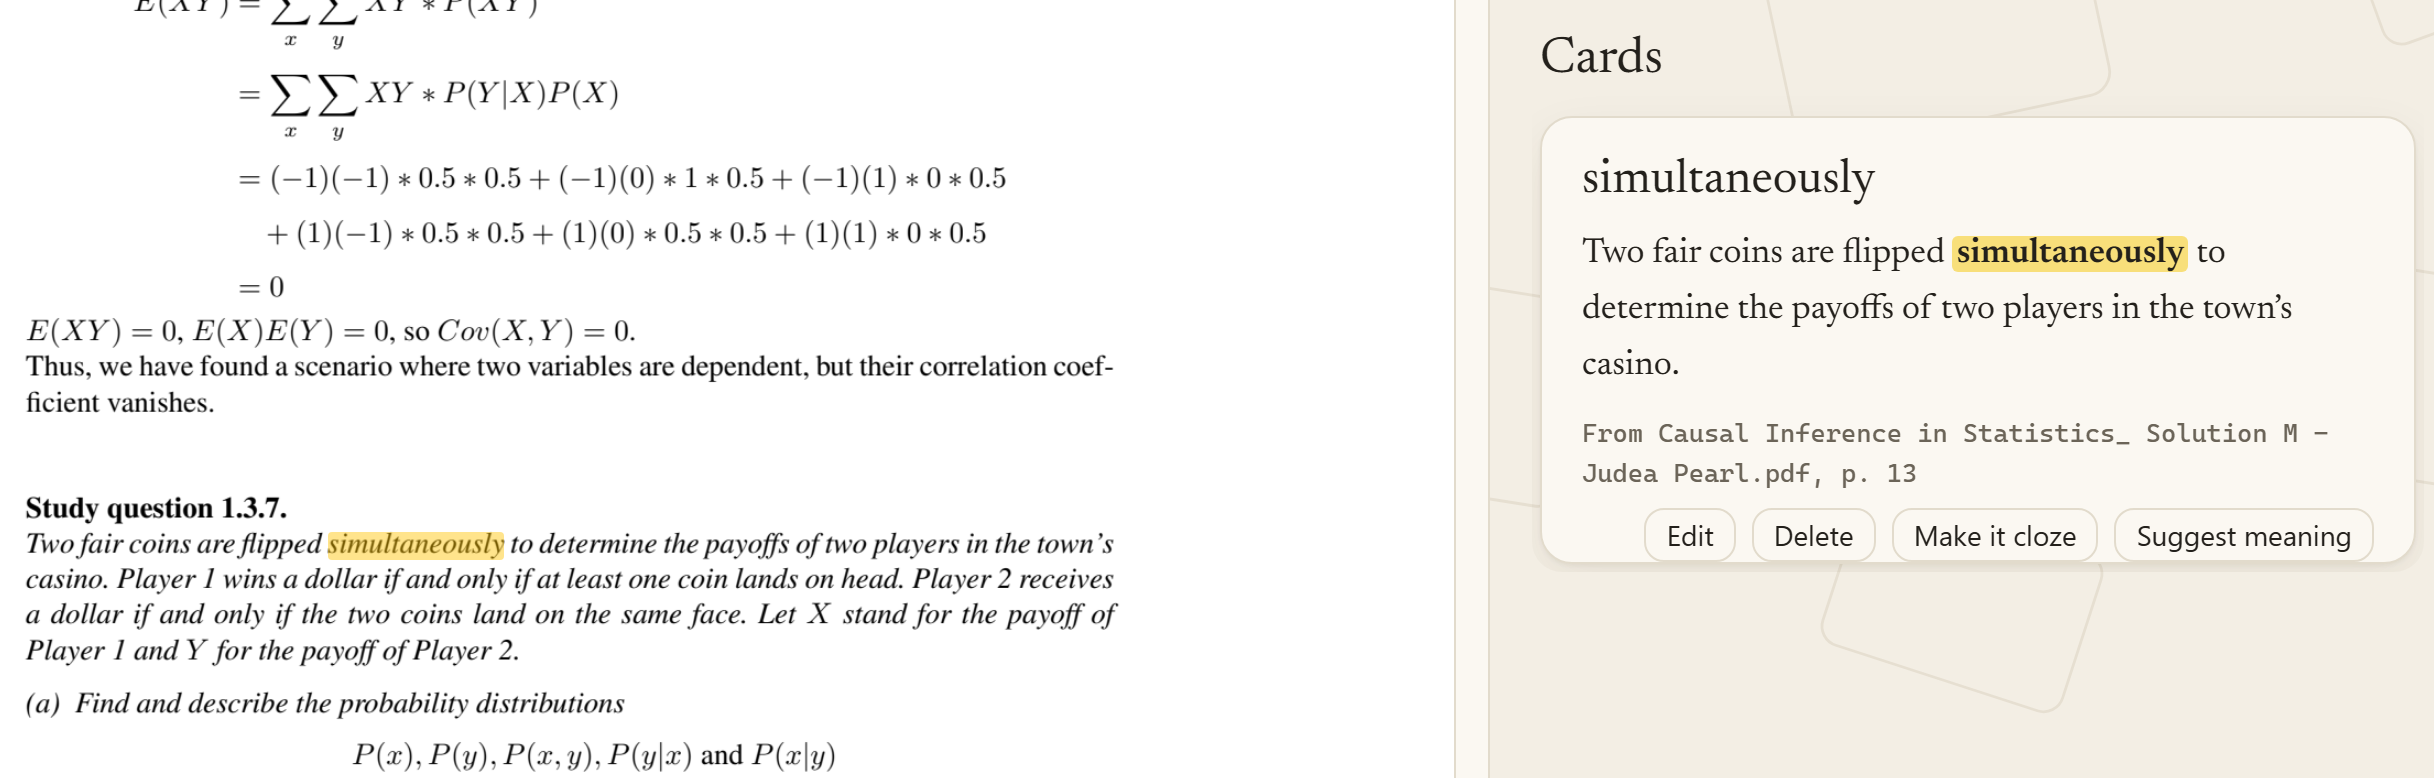 E(XY) = ∑x ∑y XY * P(XY)
= ∑x ∑y XY * P(Y|X)P(X)
= (−1)(−1) * 0.5 * 0.5 + (−1)(0) * 1 * 0.5 + (−1)(1) * 0 * 0.5
+ (1)(−1) * 0.5 * 0.5 + (1)(0) * 0.5 * 0.5 + (1)(1) * 0 * 0.5
= 0
E(XY) = 0, E(X)E(Y) = 0, so Cov(X, Y) = 0.
Thus, we have found a scenario where two variables are dependent, but their correlation coef-
ficient vanishes.
Study question 1.3.7.
Two fair coins are flipped simultaneously to determine the payoffs of two players in the town's
casino. Player 1 wins a dollar if and only if at least one coin lands on head. Player 2 receives
a dollar if and only if the two coins land on the same face. Let X stand for the payoff of
Player 1 and Y for the payoff of Player 2.
(a) Find and describe the probability distributions
P(x), P(y), P(x, y), P(y|x) and P(x|y)
Cards
simultaneously
Two fair coins are flipped simultaneously to
determine the payoffs of two players in the town’s
casino.
From Causal Inference in Statistics_ Solution M –
Judea Pearl.pdf, p. 13
Edit Delete Make it cloze Suggest meaning